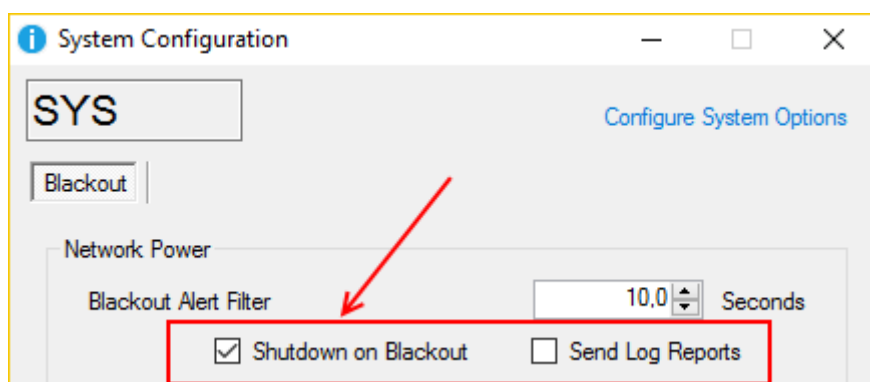 System Configuration
SYS
Configure System Options
Blackout
Network Power
Blackout Alert Filter 10,0 Seconds
Shutdown on Blackout Send Log Reports